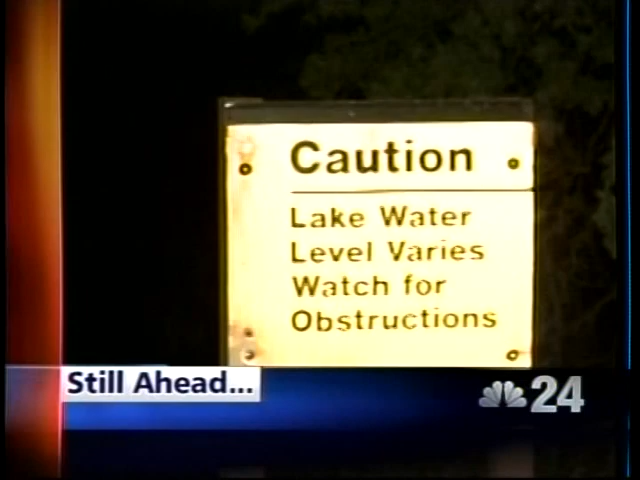 Caution
Lake Water
Level Varies
Watch for
Obstructions
Still Ahead...
24